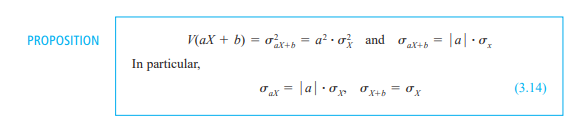 PROPOSITION
V(aX + b) = σ²_{aX+b} = a² · σ²_X and σ_{aX+b} = |a| · σ_x
In particular,
σ_{aX} = |a| · σ_X, σ_{X+b} = σ_X (3.14)